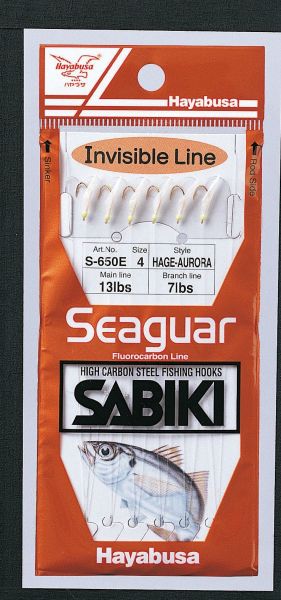 Hayabusa
ハヤブサ
Hayabusa
Sinker
Rod Side
Invisible Line
Art.No. Size Style
S-650E 4 HAGE-AURORA
Main line Branch line
13lbs 7lbs
Seaguar
Fluorocarbon Line
HIGH CARBON STEEL FISHING HOOKS
SABIKI
Hayabusa